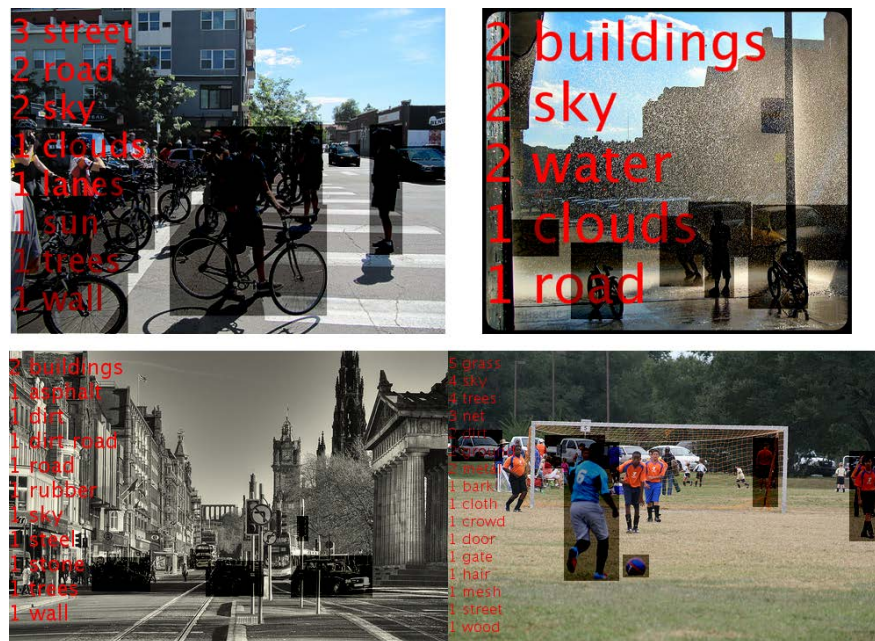 3 street
2 road
2 sky
1 clouds
1 lanes
1 sun
1 trees
1 wall
2 buildings
2 sky
2 water
1 clouds
1 road
2 buildings
1 asphalt
1 dirt
1 dirt road
1 road
1 rubber
1 sky
1 steel
1 stone
1 trees
1 wall
5 grass
4 sky
4 trees
3 net
2 metal
1 bark
1 cloth
1 crowd
1 door
1 gate
1 hair
1 mesh
1 street
1 wood